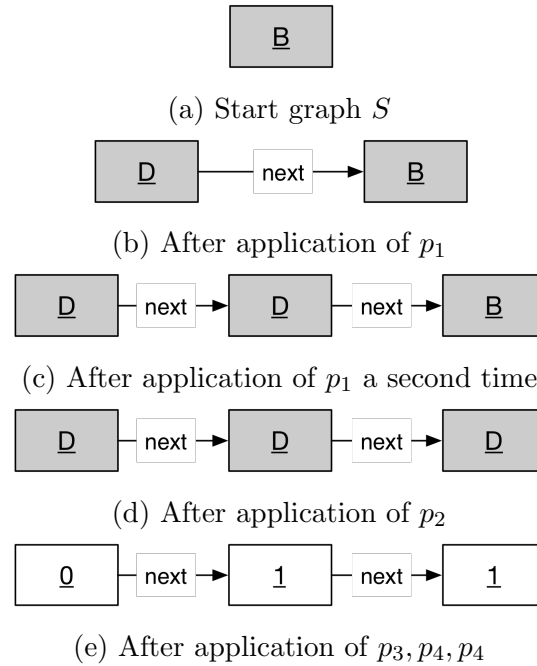 B
(a) Start graph S
D next B
(b) After application of p₁
D next D next B
(c) After application of p₁ a second time
D next D next D
(d) After application of p₂
0 next 1 next 1
(e) After application of p₃, p₄, p₄